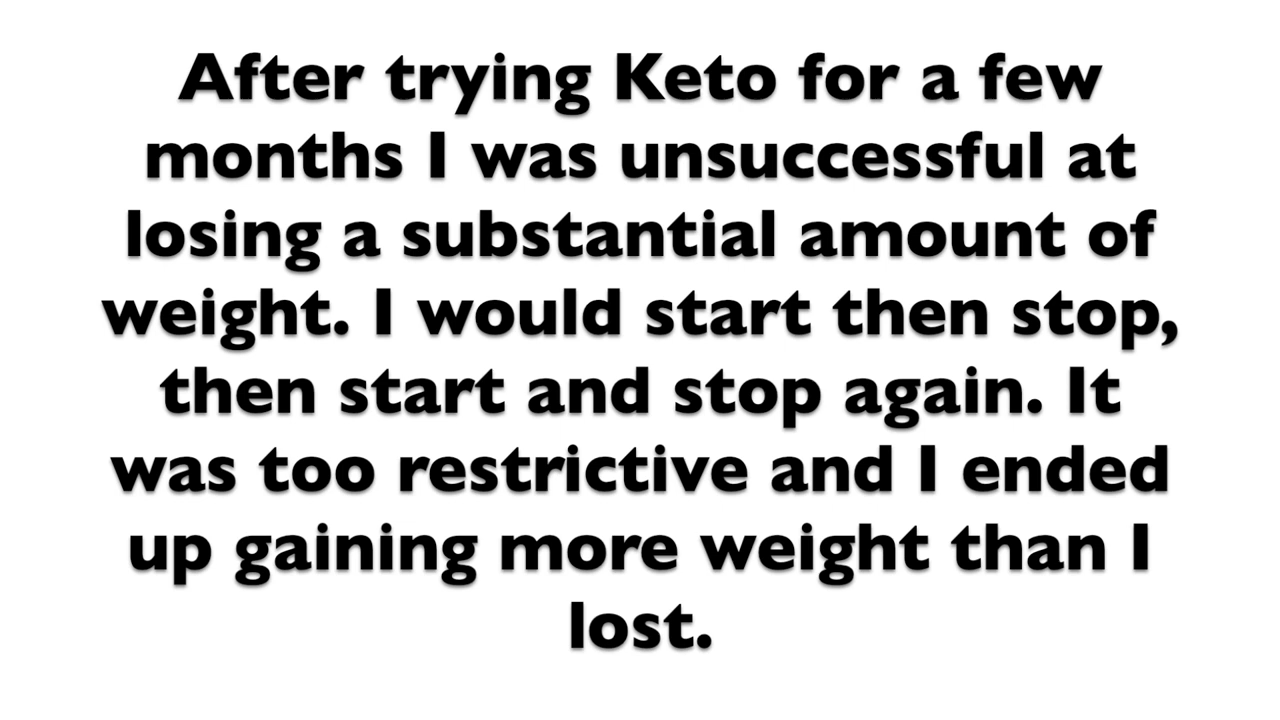 After trying Keto for a few
months I was unsuccessful at
losing a substantial amount of
weight. I would start then stop,
then start and stop again. It
was too restrictive and I ended
up gaining more weight than I
lost.